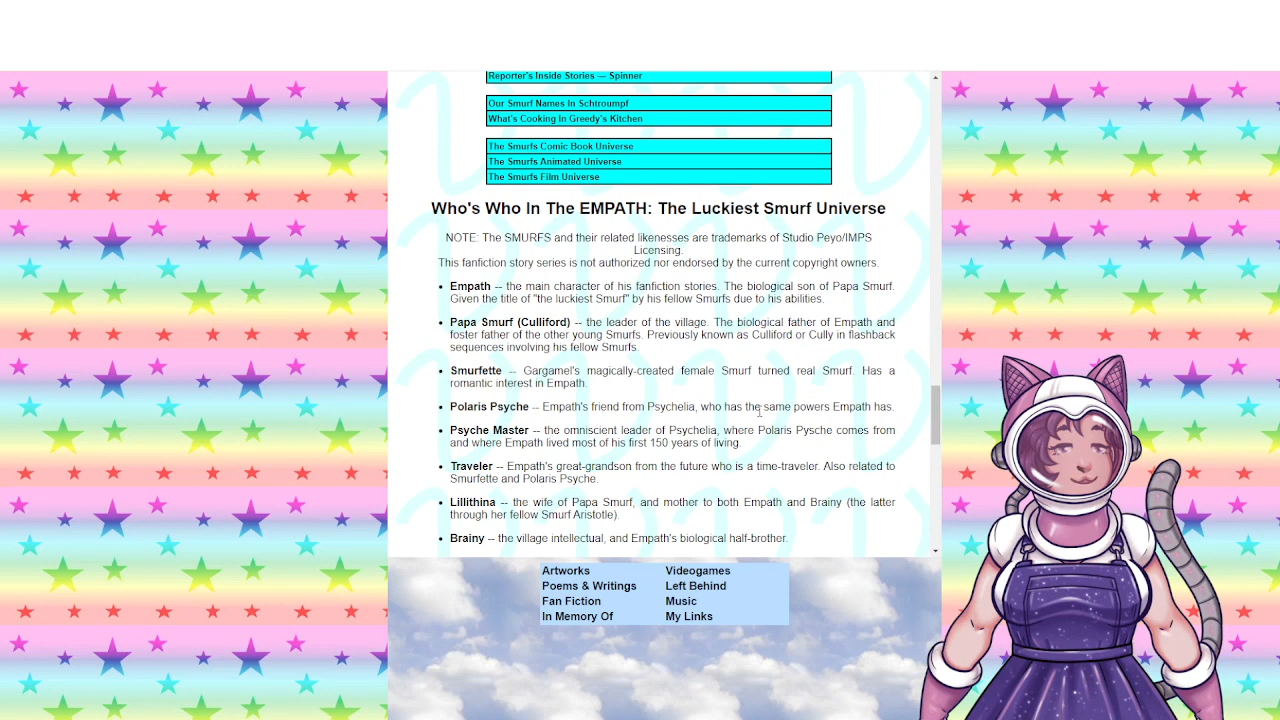 Reporter's Inside Stories — Spinner
Our Smurf Names In Schtroumpf
What's Cooking In Greedy's Kitchen
The Smurfs Comic Book Universe
The Smurfs Animated Universe
The Smurfs Film Universe
Who's Who In The EMPATH: The Luckiest Smurf Universe
NOTE: The SMURFS and their related likenesses are trademarks of Studio Peyo/IMPS
Licensing.
This fanfiction story series is not authorized nor endorsed by the current copyright owners.
• Empath -- the main character of his fanfiction stories. The biological son of Papa Smurf.
Given the title of "the luckiest Smurf" by his fellow Smurfs due to his abilities.
• Papa Smurf (Culliford) -- the leader of the village. The biological father of Empath and
foster father of the other young Smurfs. Previously known as Culliford or Cully in flashback
sequences involving his fellow Smurfs.
• Smurfette -- Gargamel's magically-created female Smurf turned real Smurf. Has a
romantic interest in Empath.
• Polaris Psyche -- Empath's friend from Psychelia, who has the same powers Empath has.
• Psyche Master -- the omniscient leader of Psychelia, where Polaris Pysche comes from
and where Empath lived most of his first 150 years of living.
• Traveler -- Empath's great-grandson from the future who is a time-traveler. Also related to
Smurfette and Polaris Psyche.
• Lillithina -- the wife of Papa Smurf, and mother to both Empath and Brainy (the latter
through her fellow Smurf Aristotle).
• Brainy -- the village intellectual, and Empath's biological half-brother.
Artworks Videogames
Poems & Writings Left Behind
Fan Fiction Music
In Memory Of My Links